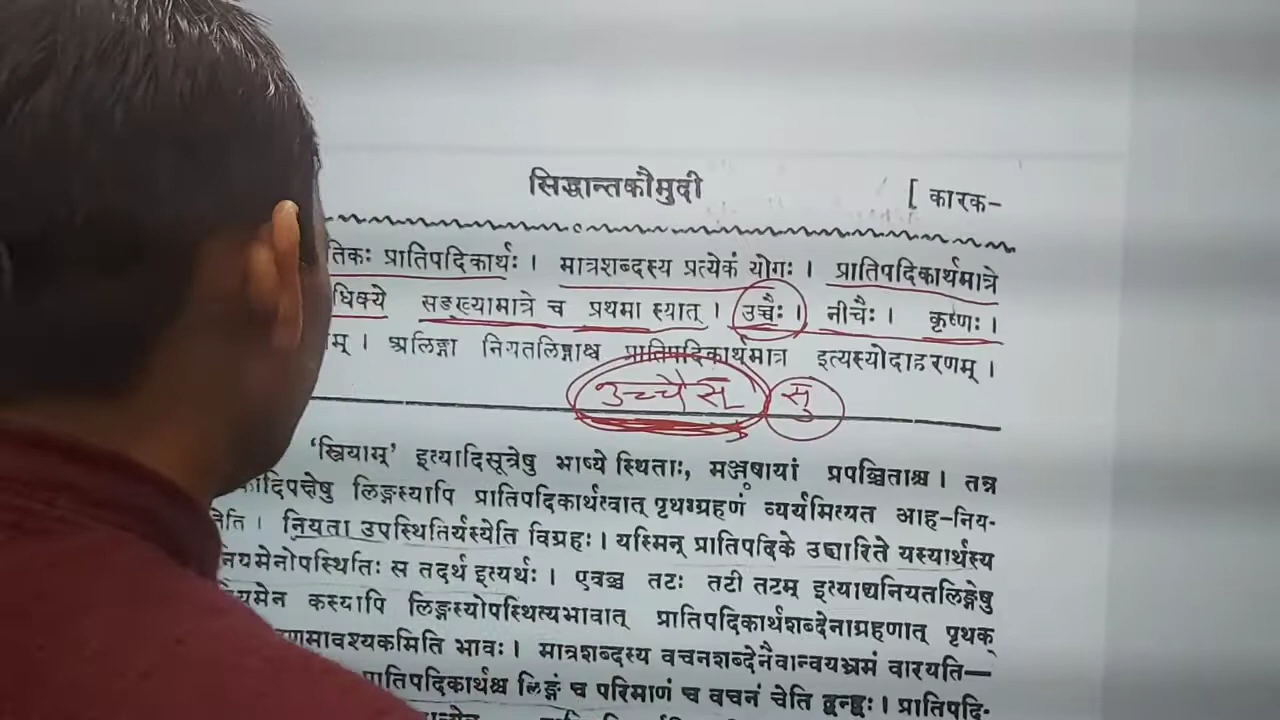 सिद्धान्तकौमुदी [ कारक-
तिकः प्रातिपदिकार्थः । मात्रशब्दस्य प्रत्येकं योगः । प्रातिपदिकार्थमात्रे
धिक्ये सङ्ख्यामात्रे च प्रथमा स्यात् । उच्चैः । नीचैः । कृष्णः ।
म् । अलिङ्गा नियतलिङ्गाश्च प्रातिपदिकार्थमात्र इत्यस्योदाहरणम् ।
उच्चैस् सु
‘स्त्रियाम्’ इत्यादिसूत्रेषु भाष्ये स्थिताः, मञ्जूषायां प्रपञ्चिताश्च । तत्र
कादिपक्षेषु लिङ्गस्यापि प्रातिपदिकार्थत्वात् पृथग्ग्रहणं व्यर्थमित्यत आह-निय-
तेति । नियता उपस्थितिर्यस्येति विग्रहः । यस्मिन् प्रातिपदिके उच्चारिते यस्यार्थस्य
नियमेनोपस्थितिः स तदर्थ इत्यर्थः । एवञ्च तटः तटी तटम् इत्याद्यनियतलिङ्गेषु
नियमेन कस्यापि लिङ्गस्योपस्थित्यभावात् प्रातिपदिकार्थशब्देनाग्रहणात् पृथक्
णमावश्यकमिति भावः । मात्रशब्दस्य वचनशब्देनैवान्वयभ्रमं वारयति—
प्रातिपदिकार्थश्च लिङ्गं च परिमाणं च वचनं चेति द्वन्द्वः । प्रातिपदि-